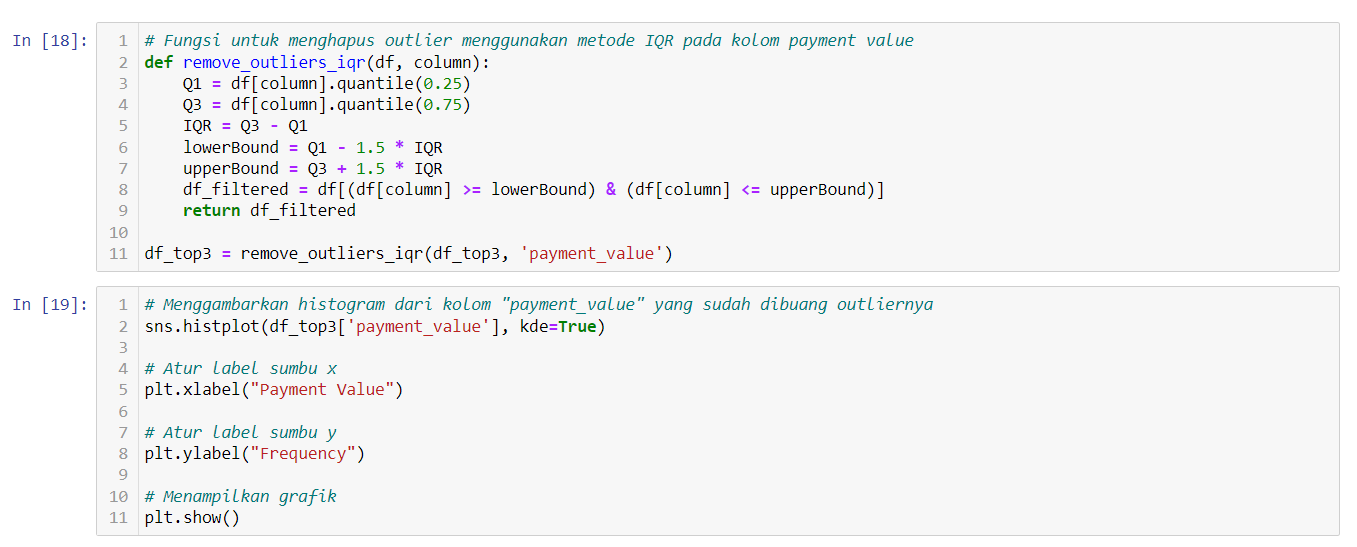 In [18]:
1 # Fungsi untuk menghapus outlier menggunakan metode IQR pada kolom payment value
2 def remove_outliers_iqr(df, column):
3     Q1 = df[column].quantile(0.25)
4     Q3 = df[column].quantile(0.75)
5     IQR = Q3 - Q1
6     lowerBound = Q1 - 1.5 * IQR
7     upperBound = Q3 + 1.5 * IQR
8     df_filtered = df[(df[column] >= lowerBound) & (df[column] <= upperBound)]
9     return df_filtered
10
11 df_top3 = remove_outliers_iqr(df_top3, 'payment_value')
In [19]:
1 # Menggambarkan histogram dari kolom "payment_value" yang sudah dibuang outliernya
2 sns.histplot(df_top3['payment_value'], kde=True)
3
4 # Atur label sumbu x
5 plt.xlabel("Payment Value")
6
7 # Atur label sumbu y
8 plt.ylabel("Frequency")
9
10 # Menampilkan grafik
11 plt.show()